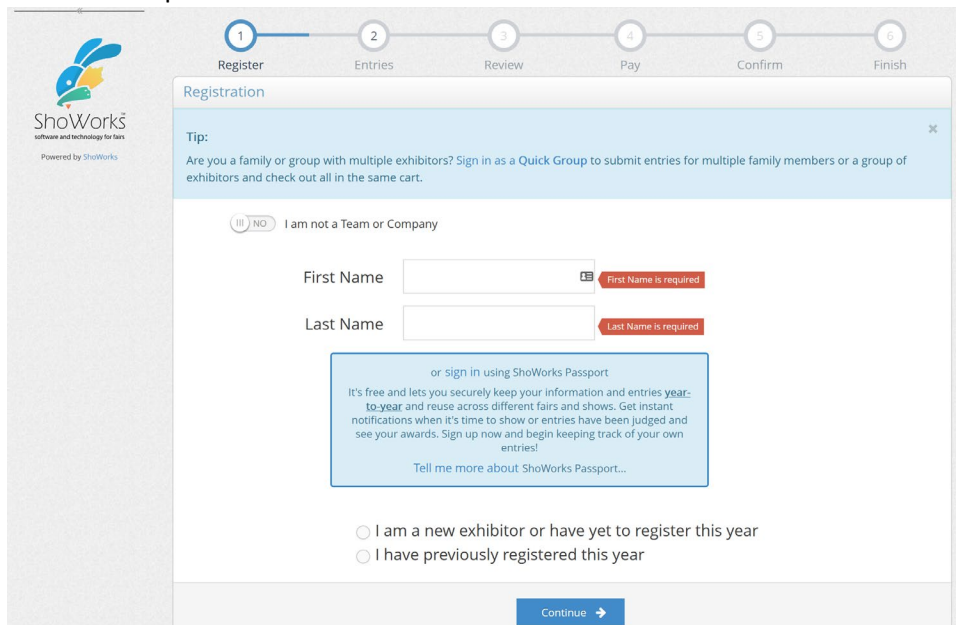 1
2
3
4
5
6
Register
Entries
Review
Pay
Confirm
Finish
ShoWorks
software and technology for fairs
Powered by ShoWorks
Registration
Tip:
Are you a family or group with multiple exhibitors? Sign in as a Quick Group to submit entries for multiple family members or a group of
exhibitors and check out all in the same cart.
NO I am not a Team or Company
First Name
First Name is required
Last Name
Last Name is required
or sign in using ShoWorks Passport
It's free and lets you securely keep your information and entries year-
to-year and reuse across different fairs and shows. Get instant
notifications when it's time to show or entries have been judged and
see your awards. Sign up now and begin keeping track of your own
entries!
Tell me more about ShoWorks Passport...
I am a new exhibitor or have yet to register this year
I have previously registered this year
Continue